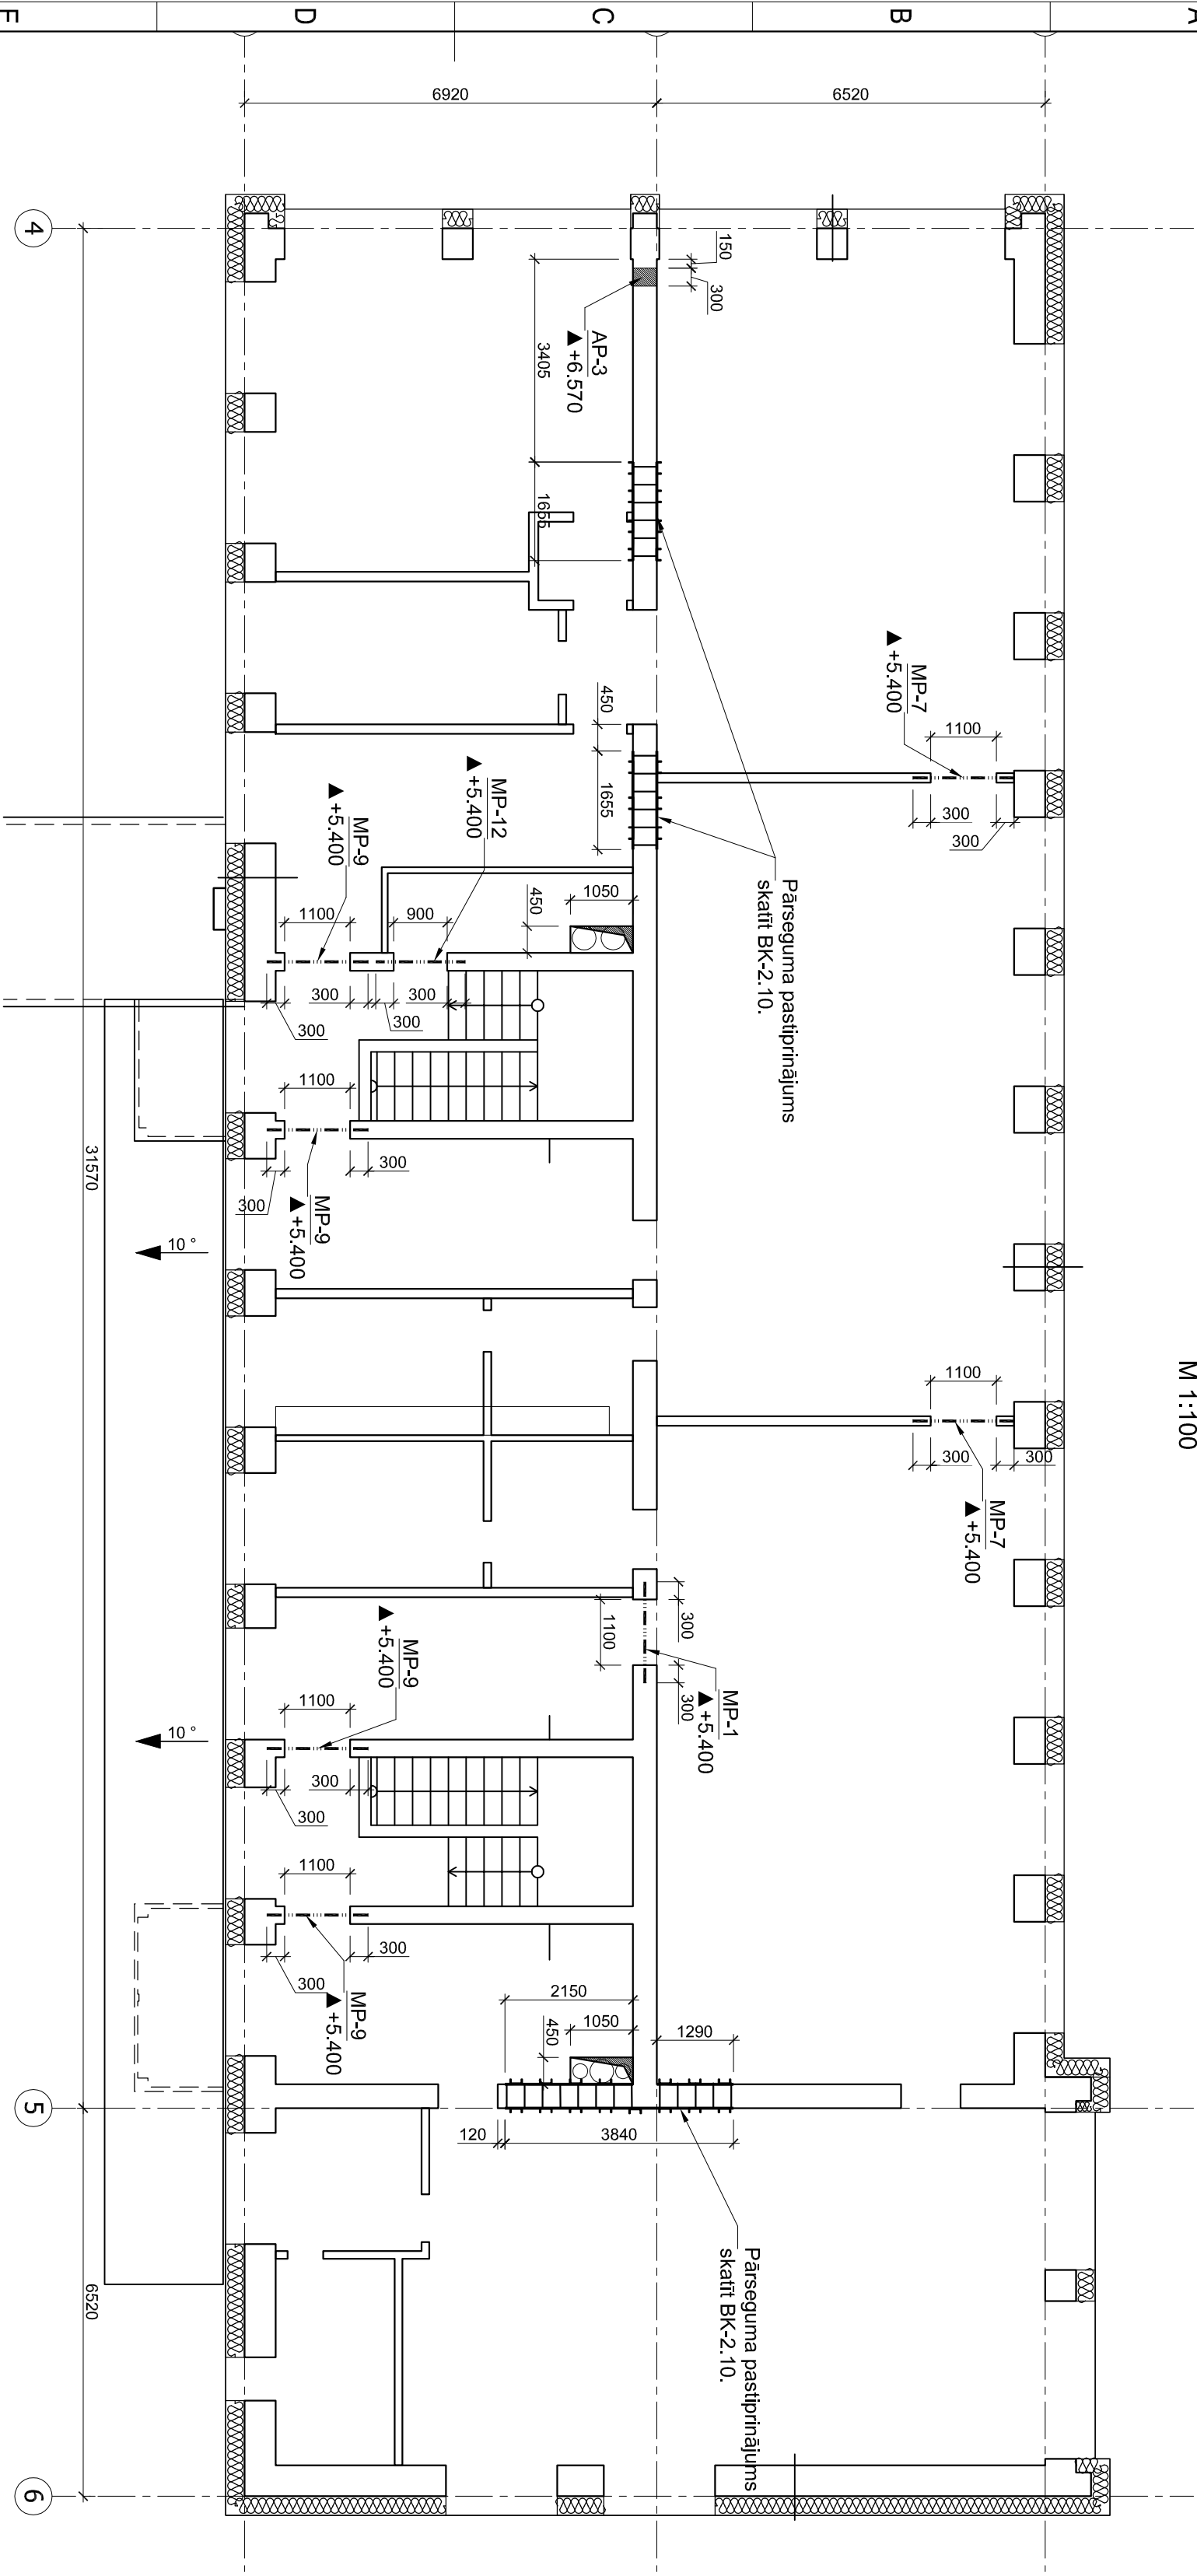 F
D
C
B
A
M 1:100
6920
6520
4
150
300
AP-3
▲ +6.570
3405
1655
MP-7
▲ +5.400
450
1655
1100
300
300
Pārseguma pastiprinājums
skatīt BK-2.10.
MP-12
▲ +5.400
MP-9
▲ +5.400
1050
450
1100
900
300
300
300
300
1100
300
300
MP-9
▲ +5.400
31570
10 °
1100
300
300
MP-7
▲ +5.400
300
1100
300
MP-1
▲ +5.400
MP-9
▲ +5.400
1100
10 °
300
300
1100
300
300
MP-9
▲ +5.400
2150
1050
450
1290
5
120
3840
Pārseguma pastiprinājums
skatīt BK-2.10.
6520
6